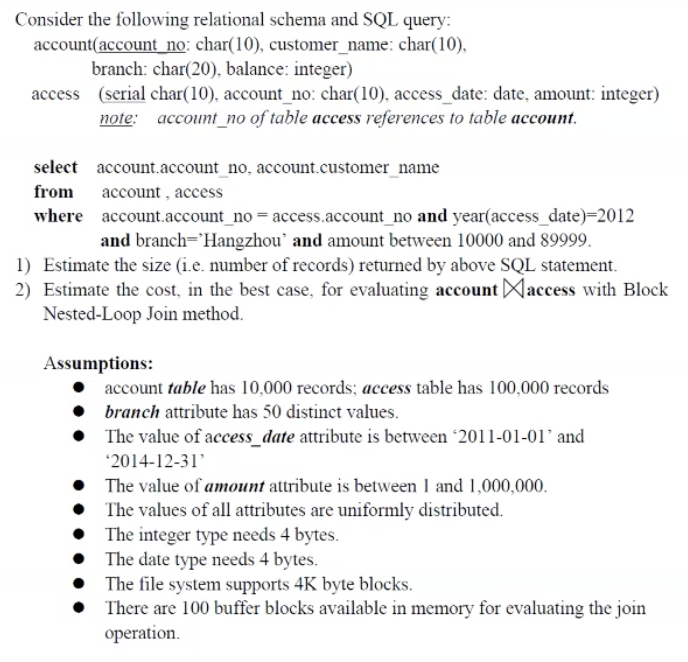 Consider the following relational schema and SQL query:
account(account_no: char(10), customer_name: char(10),
branch: char(20), balance: integer)
access (serial char(10), account_no: char(10), access_date: date, amount: integer)
note: account_no of table access references to table account.
select account.account_no, account.customer_name
from account , access
where account.account_no = access.account_no and year(access_date)=2012
and branch='Hangzhou' and amount between 10000 and 89999.
1) Estimate the size (i.e. number of records) returned by above SQL statement.
2) Estimate the cost, in the best case, for evaluating account ⋈ access with Block
Nested-Loop Join method.
Assumptions:
● account table has 10,000 records; access table has 100,000 records
● branch attribute has 50 distinct values.
● The value of access_date attribute is between ‘2011-01-01’ and
‘2014-12-31’
● The value of amount attribute is between 1 and 1,000,000.
● The values of all attributes are uniformly distributed.
● The integer type needs 4 bytes.
● The date type needs 4 bytes.
● The file system supports 4K byte blocks.
● There are 100 buffer blocks available in memory for evaluating the join
operation.